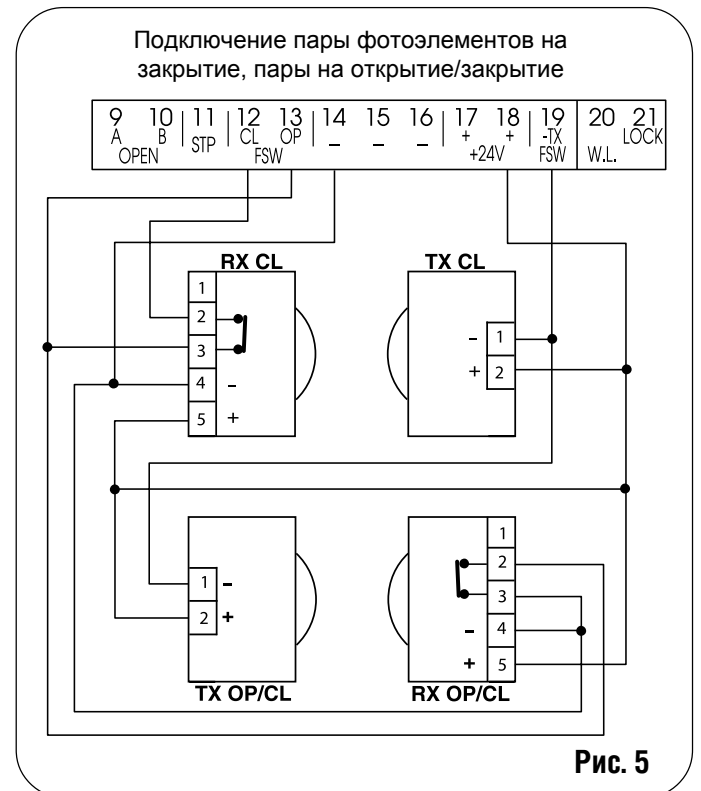 Подключение пары фотоэлементов на
закрытие, пары на открытие/закрытие
9 10 11 12 13 14 15 16 17 18 19 20 21
A B STP CL OP - - - + + -TX W.L. LOCK
OPEN FSW +24V FSW
RX CL TX CL
1
2
3
4 -
5 +
- 1
+ 2
1 -
2 +
1
2
3
- 4
+ 5
TX OP/CL RX OP/CL
Рис. 5